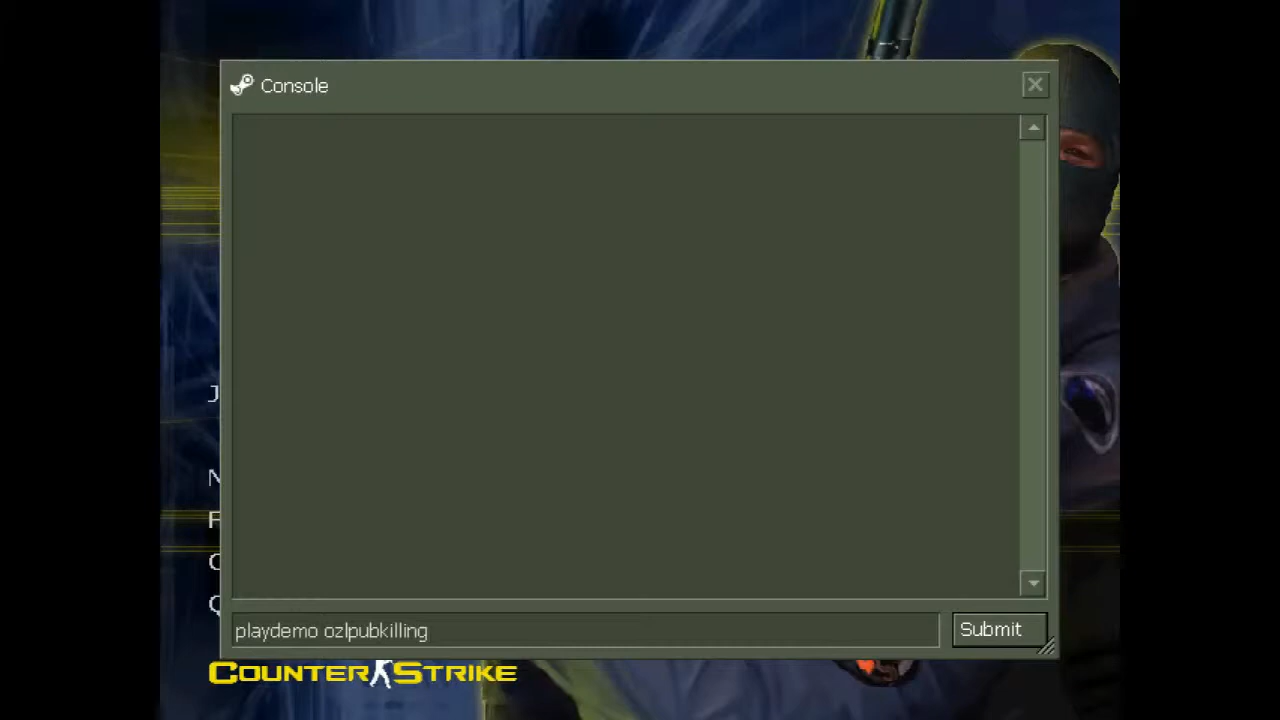 Console
J
N
F
O
Q
playdemo ozlpubkilling
Submit
COUNTER STRIKE